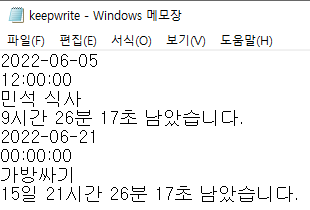 keepwrite - Windows 메모장
파일(F) 편집(E) 서식(O) 보기(V) 도움말(H)
2022-06-05
12:00:00
민석 식사
9시간 26분 17초 남았습니다.
2022-06-21
00:00:00
가방싸기
15일 21시간 26분 17초 남았습니다.